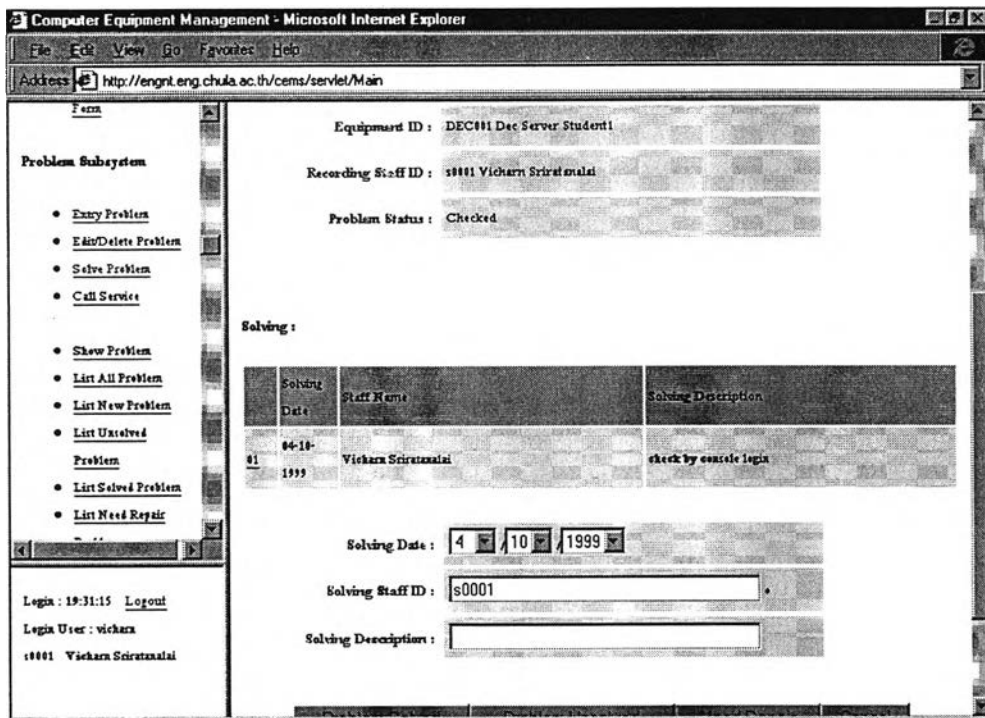 Computer Equipment Management - Microsoft Internet Explorer
File Edit View Go Favorites Help
Address http://engnt.eng.chula.ac.th/cems/servlet/Main
Form
Problem Subsystem
Entry Problem
Edit/Delete Problem
Solve Problem
Call Service
Show Problem
List All Problem
List New Problem
List Unsolved
Problem
List Solved Problem
List Need Repair
Login : 19:31:15 Logout
Login User : vicharn
s0001 Vicharn Sriratanalai
Equipment ID : DEC001 Dec Server Student1
Recording Staff ID : s0001 Vicharn Sriratanalai
Problem Status : Checked
Solving :
Solving
Date
Staff Name
Solving Description
01
04-10-
1999
Vicharn Sriratanalai
check by console login
Solving Date : 4 / 10 / 1999
Solving Staff ID : s0001 *
Solving Description :